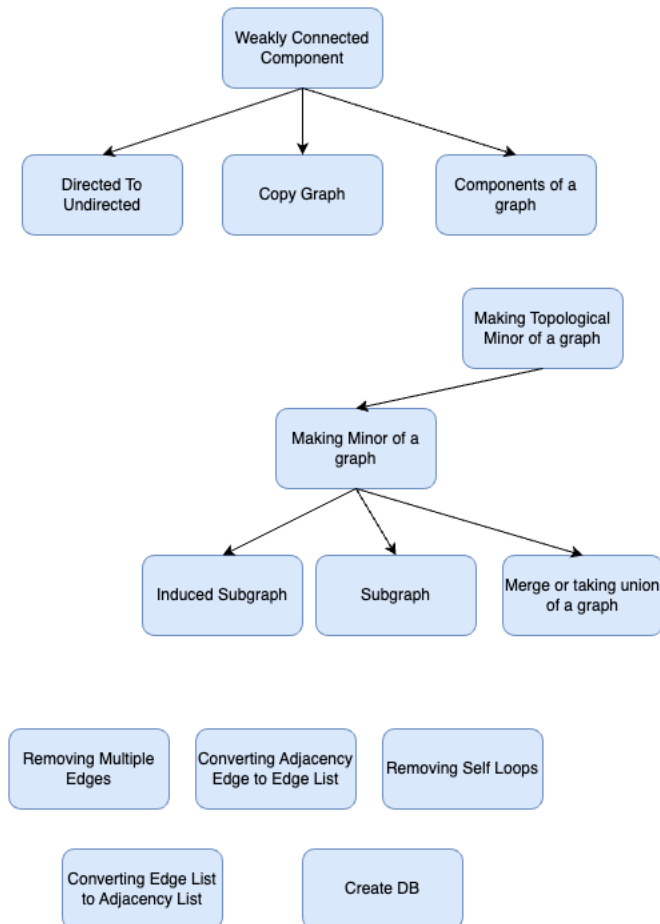 Weakly Connected
Component
Directed To
Undirected
Copy Graph
Components of a
graph
Making Topological
Minor of a graph
Making Minor of a
graph
Induced Subgraph
Subgraph
Merge or taking union
of a graph
Removing Multiple
Edges
Converting Adjacency
Edge to Edge List
Removing Self Loops
Converting Edge List
to Adjacency List
Create DB